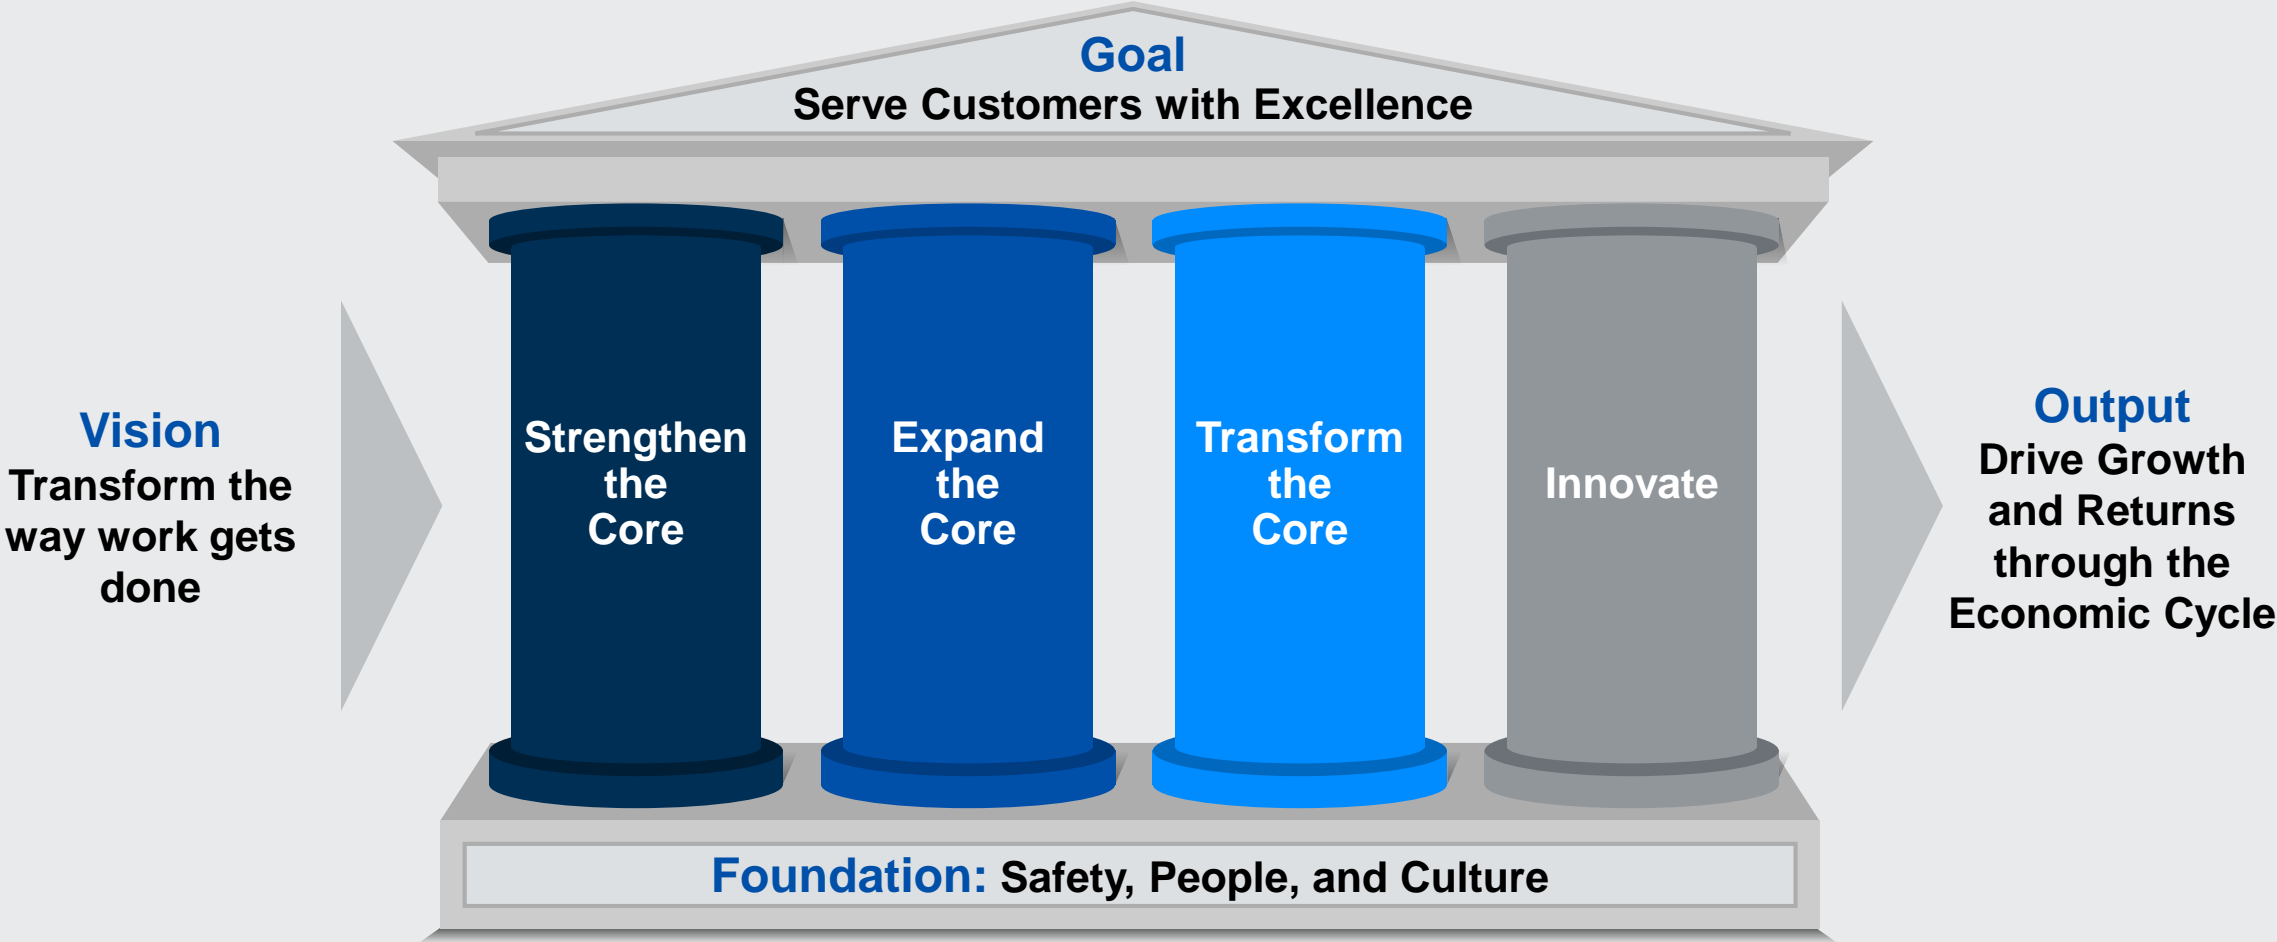 Goal
Serve Customers with Excellence
Vision
Transform the
way work gets
done
Strengthen
the
Core
Expand
the
Core
Transform
the
Core
Innovate
Output
Drive Growth
and Returns
through the
Economic Cycle
Foundation: Safety, People, and Culture